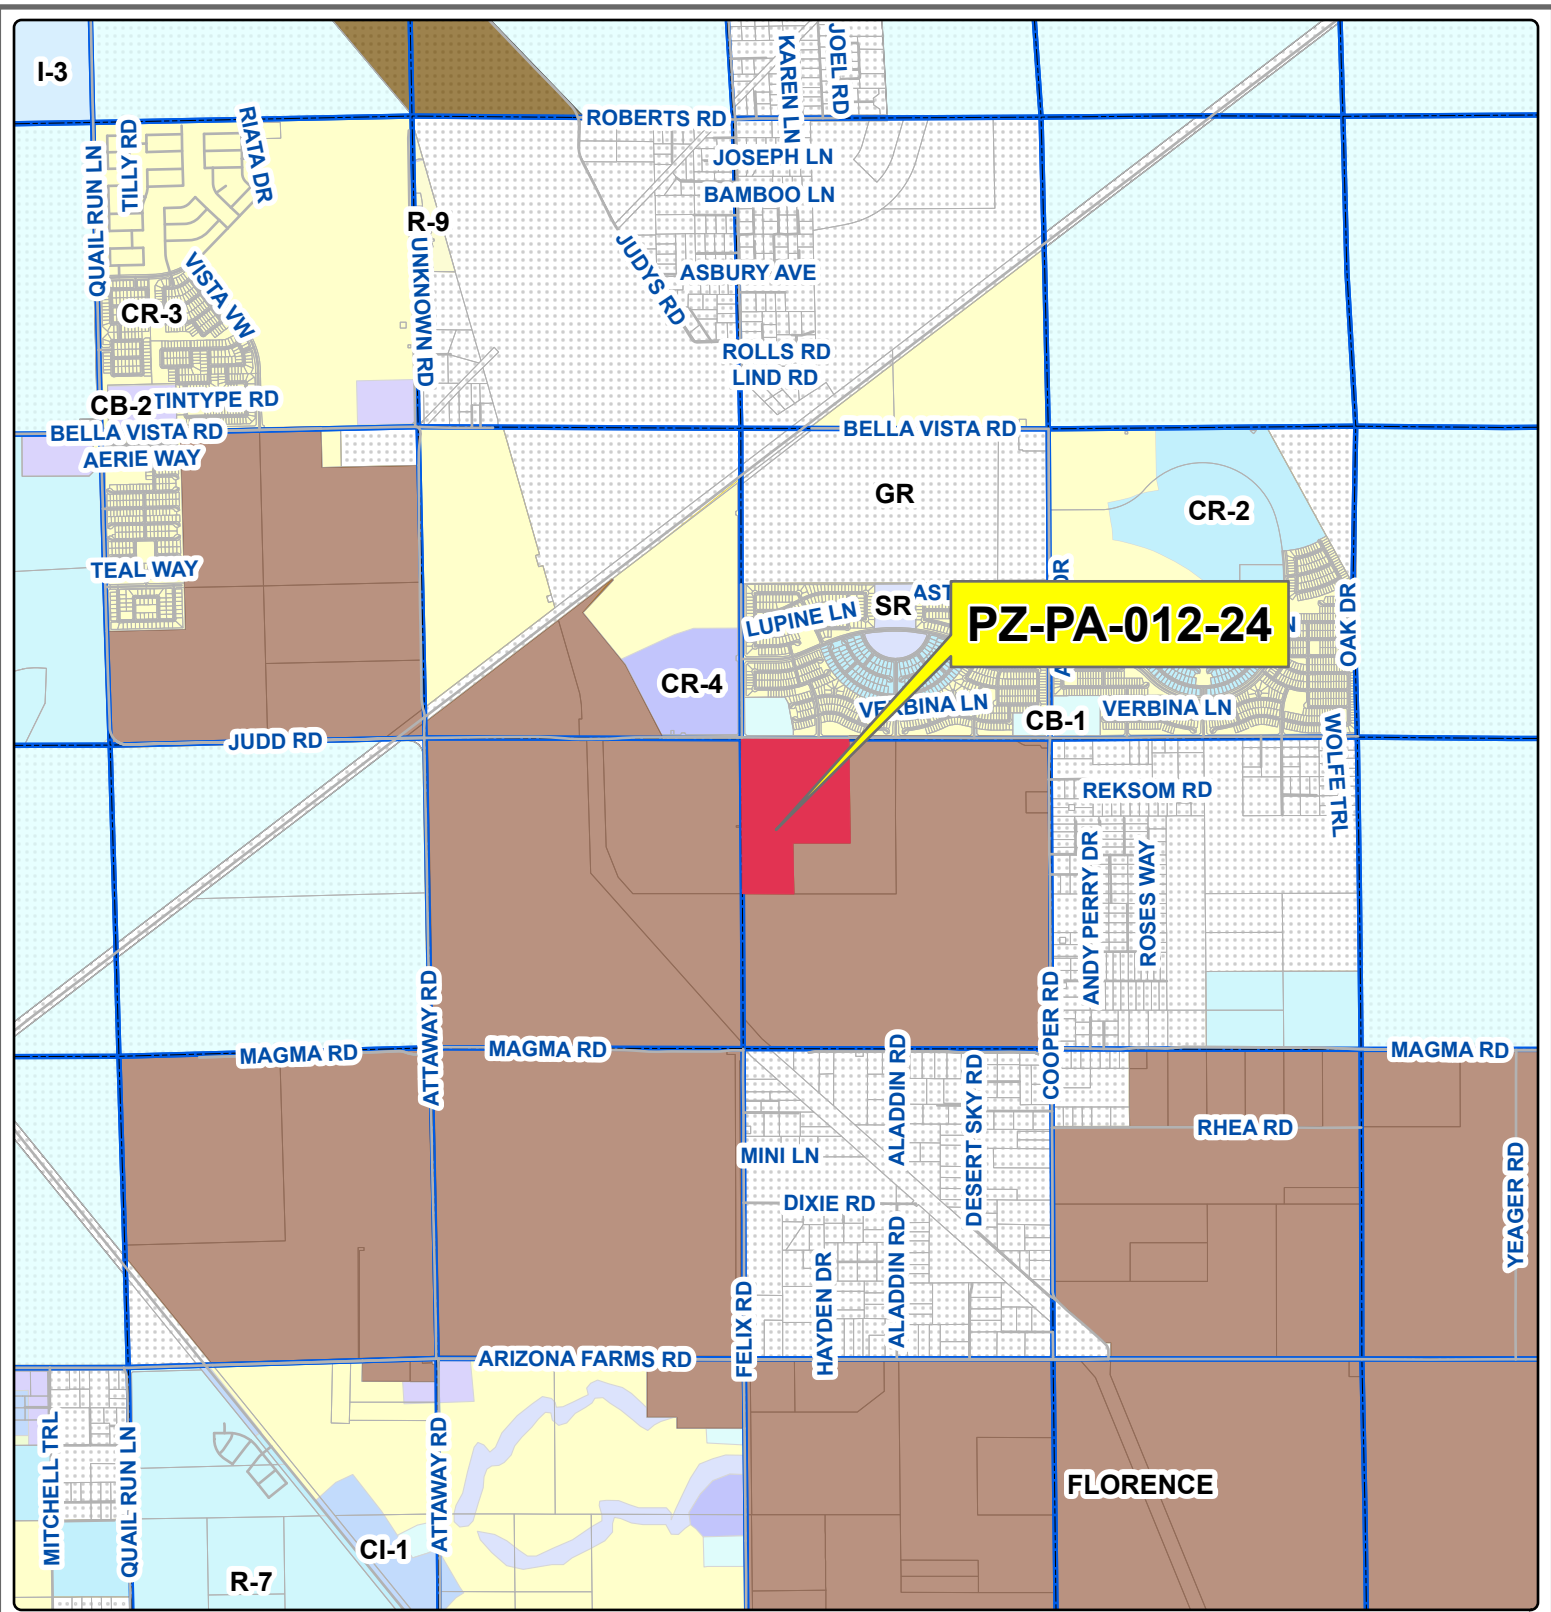 I-3
KAREN LN
JOEL RD
ROBERTS RD
QUAIL RUN LN
TILLY RD
RIATA DR
JOSEPH LN
BAMBOO LN
R-9
UNKNOWN RD
JUDYS RD
ASBURY AVE
VISTA VW
CR-3
ROLLS RD
LIND RD
CB-2
TINTYPE RD
BELLA VISTA RD
BELLA VISTA RD
AERIE WAY
GR
CR-2
TEAL WAY
DR
OAK DR
LUPINE LN
SR
AST
PZ-PA-012-24
CR-4
VERBINA LN
CB-1
VERBINA LN
JUDD RD
WOLFE TRL
REKSOM RD
ANDY PERRY DR
ROSES WAY
ATTAWAY RD
COOPER RD
MAGMA RD
MAGMA RD
MAGMA RD
ALADDIN RD
DESERT SKY RD
RHEA RD
MINI LN
YEAGER RD
DIXIE RD
ALADDIN RD
HAYDEN DR
FELIX RD
ARIZONA FARMS RD
MITCHELL TRL
QUAIL RUN LN
ATTAWAY RD
FLORENCE
CI-1
R-7